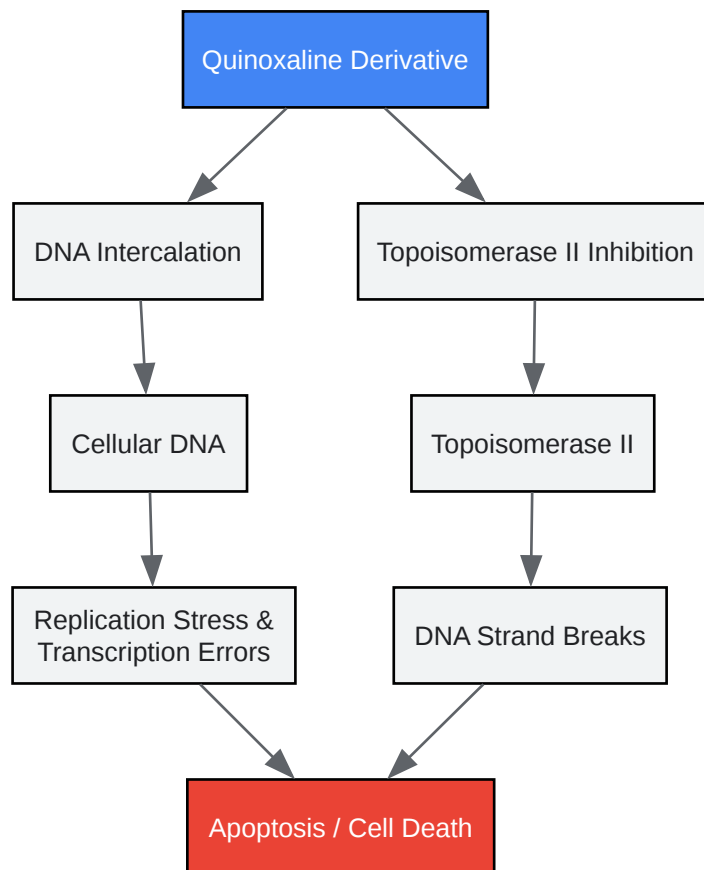 Quinoxaline Derivative
DNA Intercalation
Topoisomerase II Inhibition
Cellular DNA
Topoisomerase II
Replication Stress &
Transcription Errors
DNA Strand Breaks
Apoptosis / Cell Death